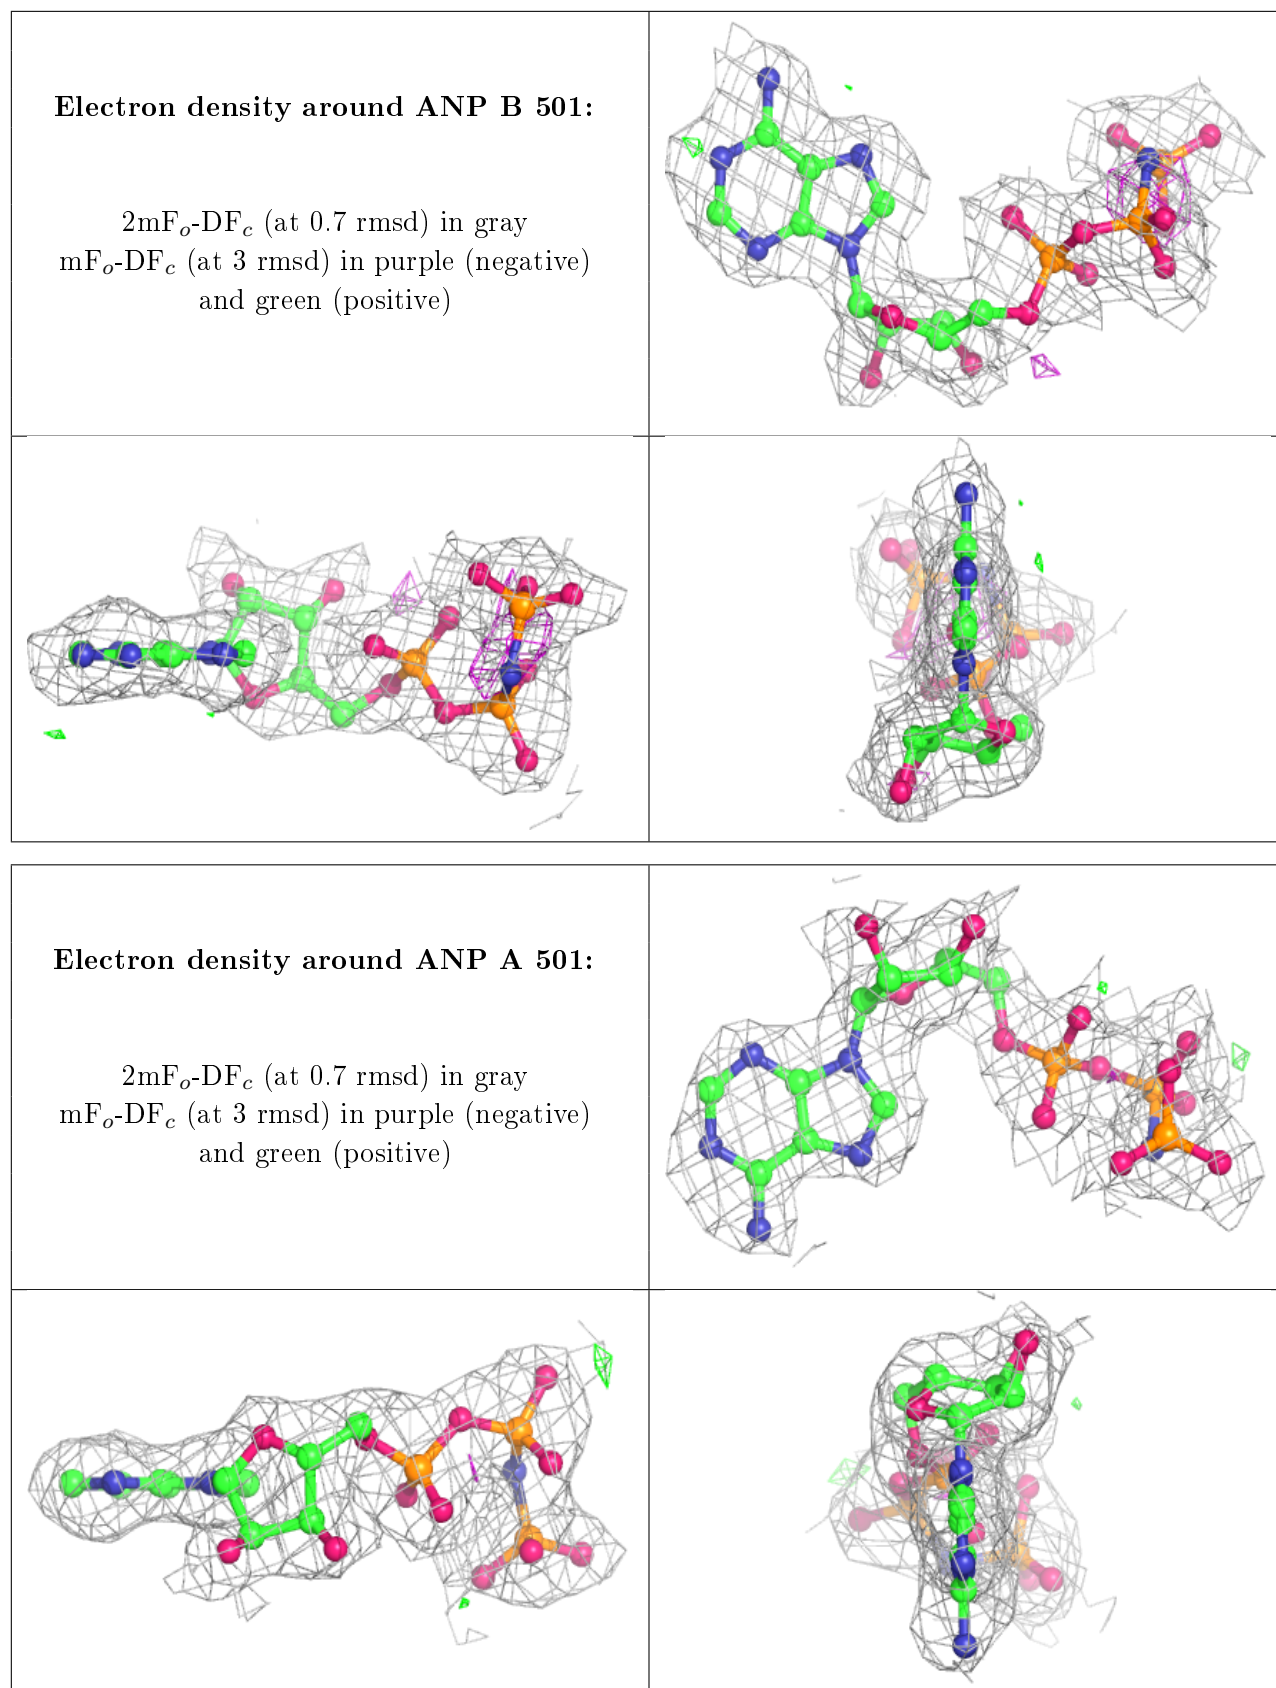 Electron density around ANP B 501:
2mFₒ-DF𝒸 (at 0.7 rmsd) in gray
mFₒ-DF𝒸 (at 3 rmsd) in purple (negative)
and green (positive)
Electron density around ANP A 501:
2mFₒ-DF𝒸 (at 0.7 rmsd) in gray
mFₒ-DF𝒸 (at 3 rmsd) in purple (negative)
and green (positive)